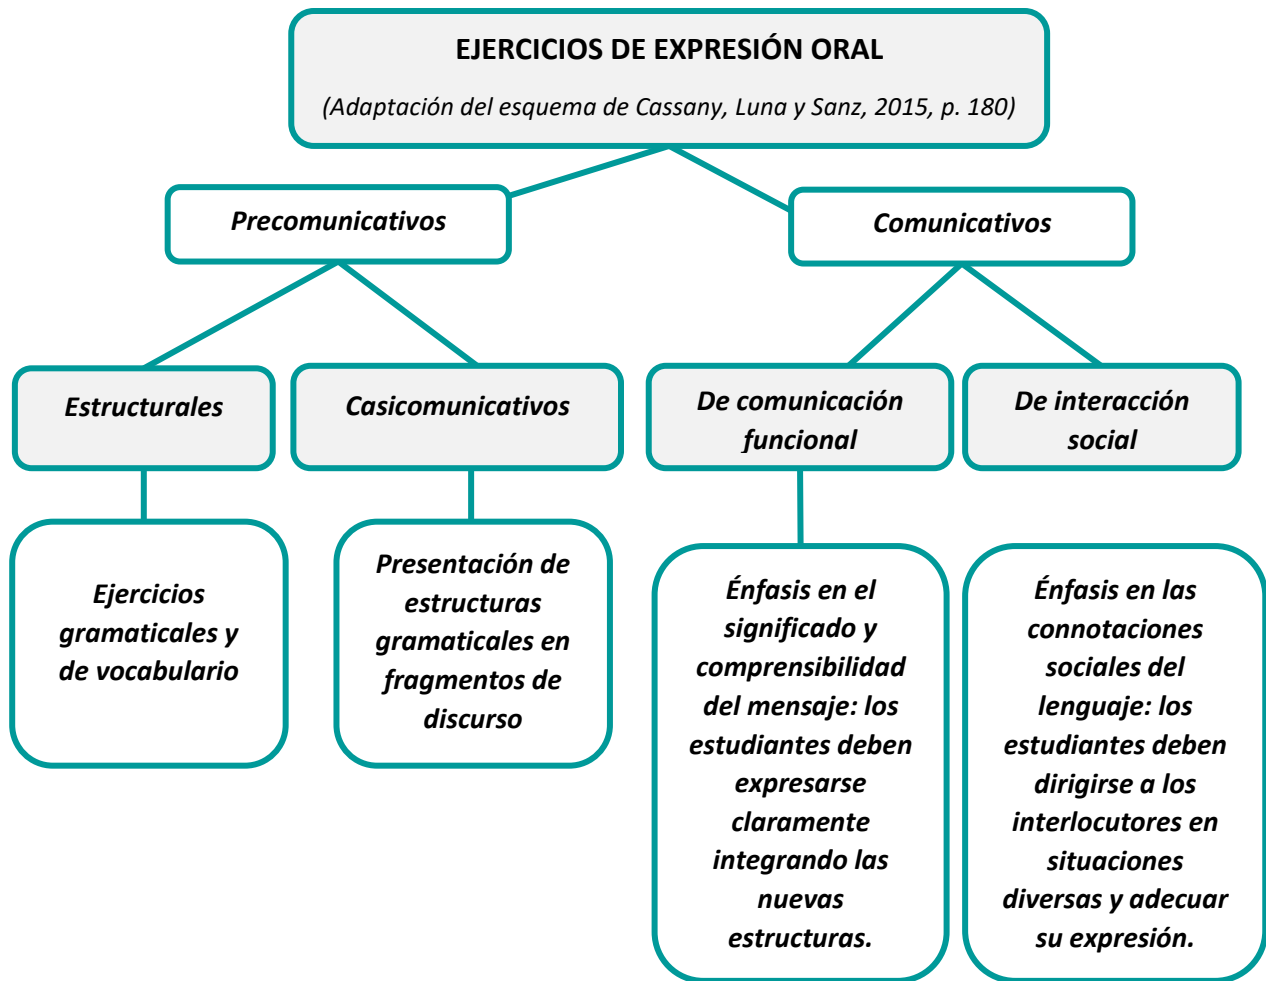 EJERCICIOS DE EXPRESIÓN ORAL
(Adaptación del esquema de Cassany, Luna y Sanz, 2015, p. 180)
Precomunicativos
Comunicativos
Estructurales
Casicomunicativos
De comunicación
funcional
De interacción
social
Ejercicios
gramaticales y
de vocabulario
Presentación de
estructuras
gramaticales en
fragmentos de
discurso
Énfasis en el
significado y
comprensibilidad
del mensaje: los
estudiantes deben
expresarse
claramente
integrando las
nuevas
estructuras.
Énfasis en las
connotaciones
sociales del
lenguaje: los
estudiantes deben
dirigirse a los
interlocutores en
situaciones
diversas y adecuar
su expresión.